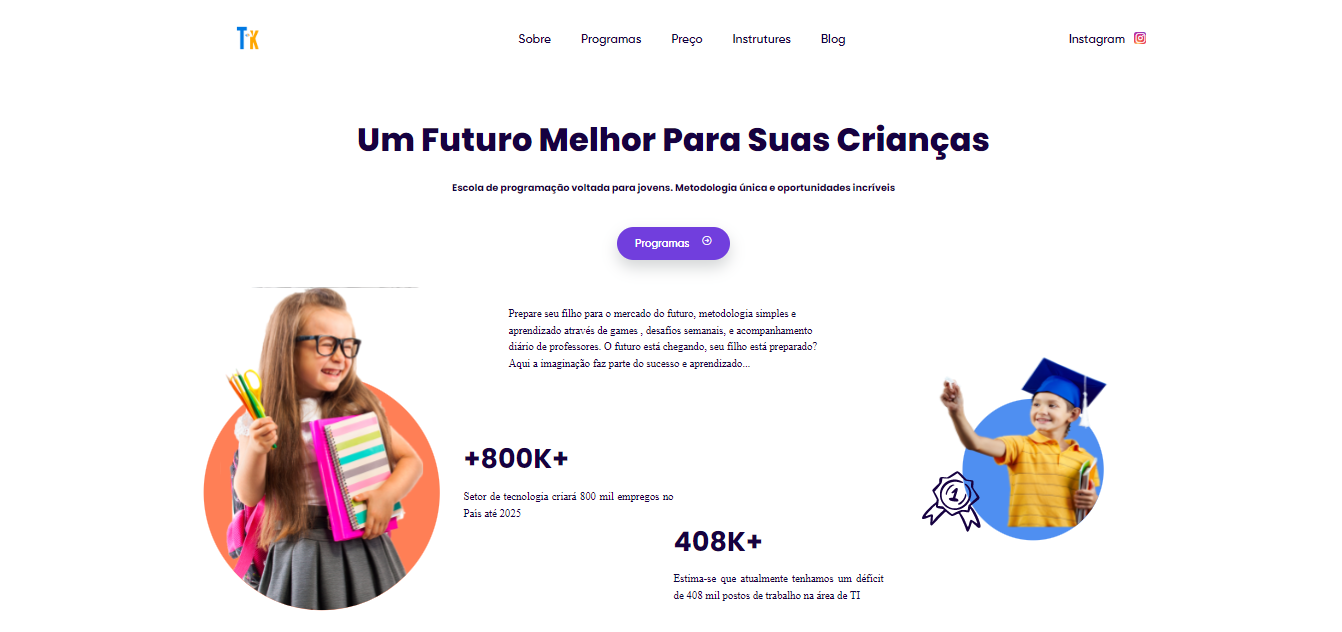 TK
Sobre Programas Preço Instrutures Blog Instagram
Um Futuro Melhor Para Suas Crianças
Escola de programação voltada para jovens. Metodologia única e oportunidades incríveis
Programas
Prepare seu filho para o mercado do futuro, metodologia simples e
aprendizado através de games , desafios semanais, e acompanhamento
diário de professores. O futuro está chegando, seu filho está preparado?
Aqui a imaginação faz parte do sucesso e aprendizado...
+800K+
Setor de tecnologia criará 800 mil empregos no
Pais até 2025
1
408K+
Estima-se que atualmente tenhamos um déficit
de 408 mil postos de trabalho na área de TI